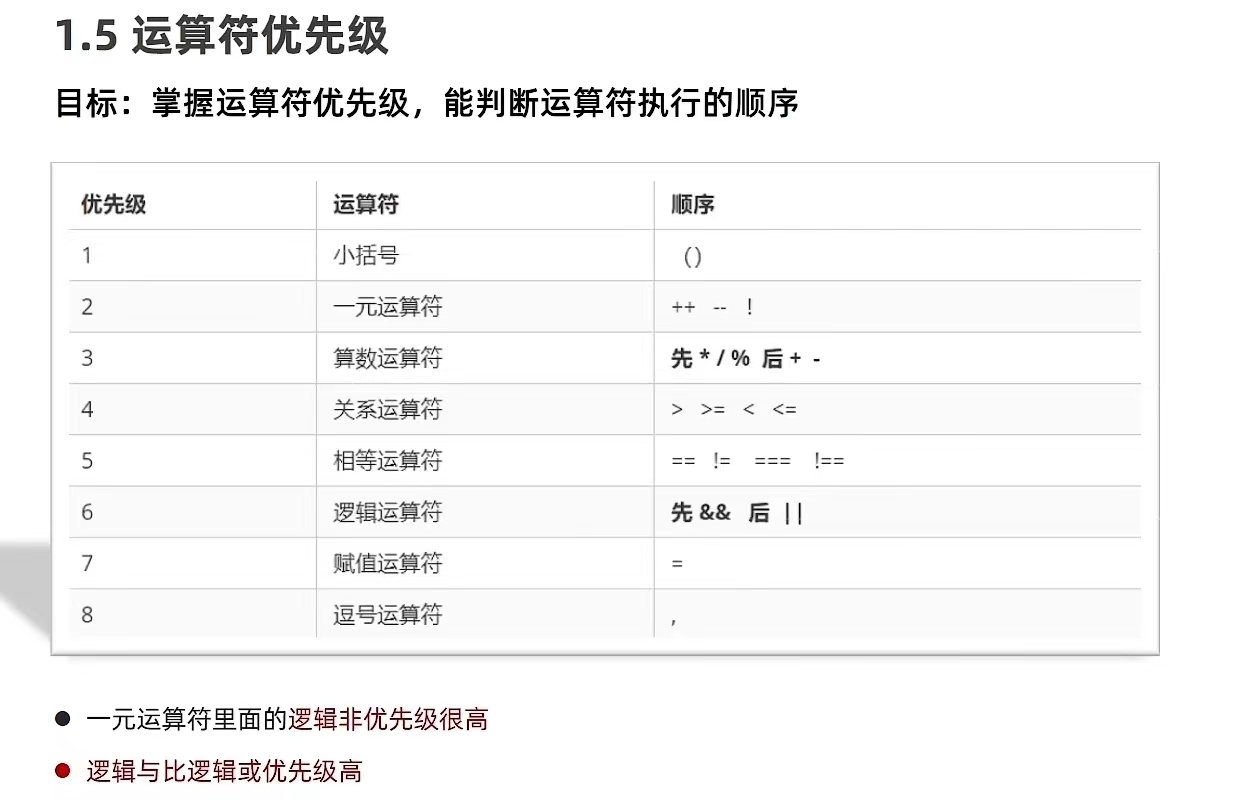 1.5 运算符优先级
目标：掌握运算符优先级，能判断运算符执行的顺序
优先级 运算符 顺序
1 小括号 ()
2 一元运算符 ++ -- !
3 算数运算符 先 * / % 后 + -
4 关系运算符 > >= < <=
5 相等运算符 == != === !==
6 逻辑运算符 先 && 后 ||
7 赋值运算符 =
8 逗号运算符 ,
● 一元运算符里面的逻辑非优先级很高
● 逻辑与比逻辑或优先级高